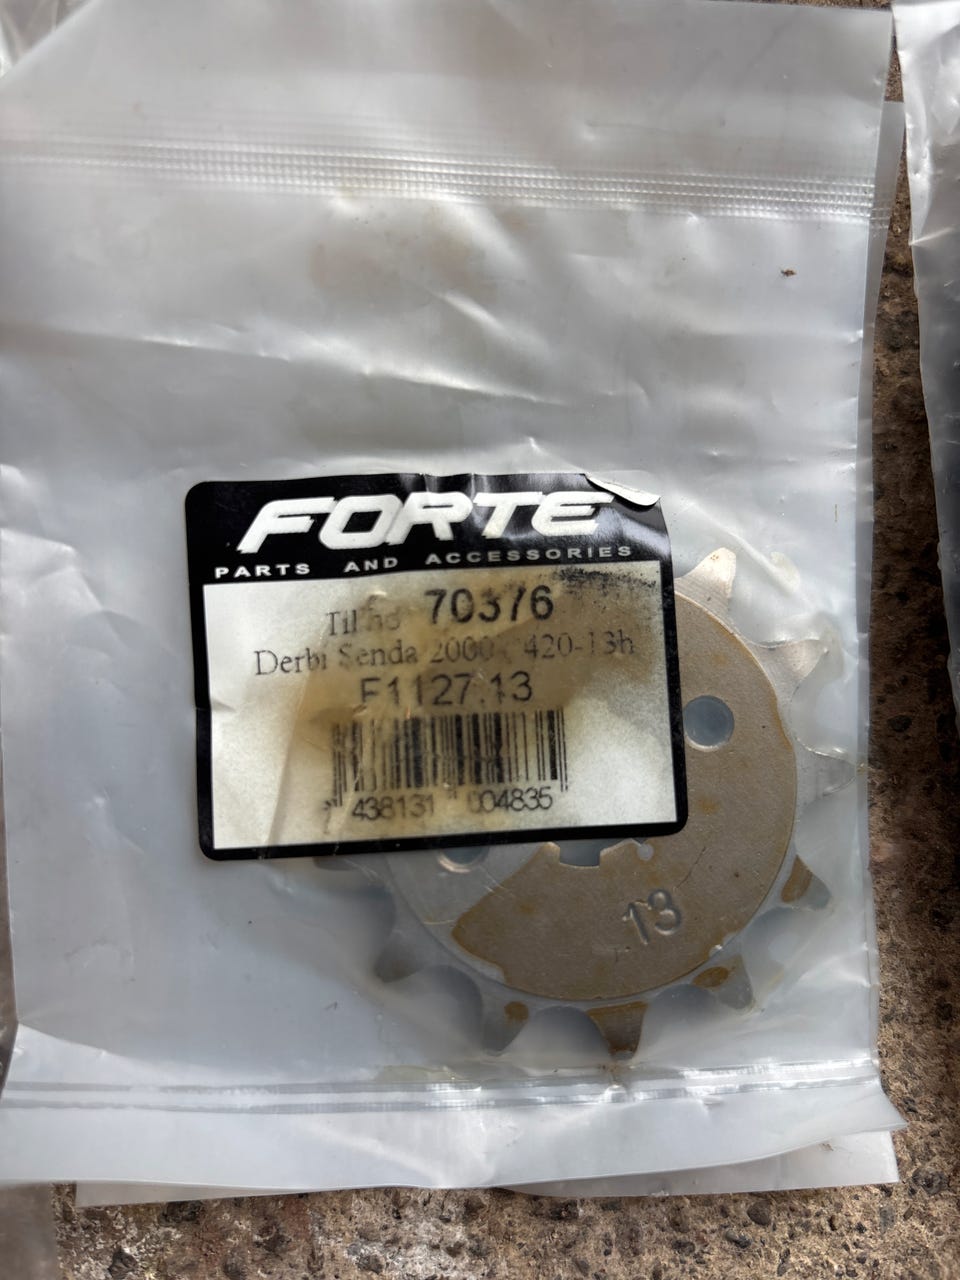 FORTE
PARTS AND ACCESSORIES
70376
Derbi Senda 2000- 420-13h
F1127.13
438131 004835
13